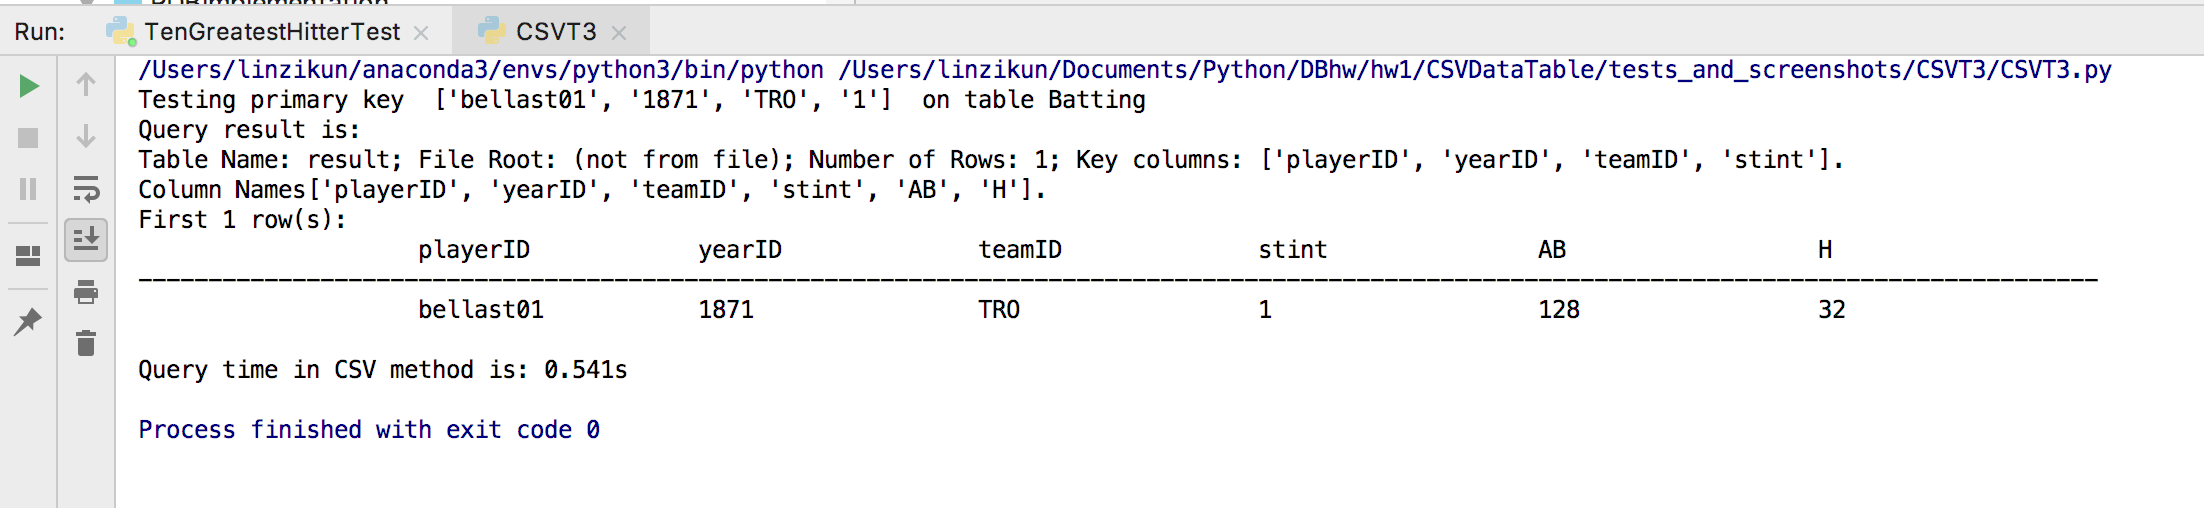 Run: TenGreatestHitterTest CSVT3
/Users/linzikun/anaconda3/envs/python3/bin/python /Users/linzikun/Documents/Python/DBhw/hw1/CSVDataTable/tests_and_screenshots/CSVT3/CSVT3.py
Testing primary key  ['bellast01', '1871', 'TRO', '1']  on table Batting
Query result is:
Table Name: result; File Root: (not from file); Number of Rows: 1; Key columns: ['playerID', 'yearID', 'teamID', 'stint'].
Column Names['playerID', 'yearID', 'teamID', 'stint', 'AB', 'H'].
First 1 row(s):
playerID yearID teamID stint AB H
bellast01 1871 TRO 1 128 32
Query time in CSV method is: 0.541s
Process finished with exit code 0